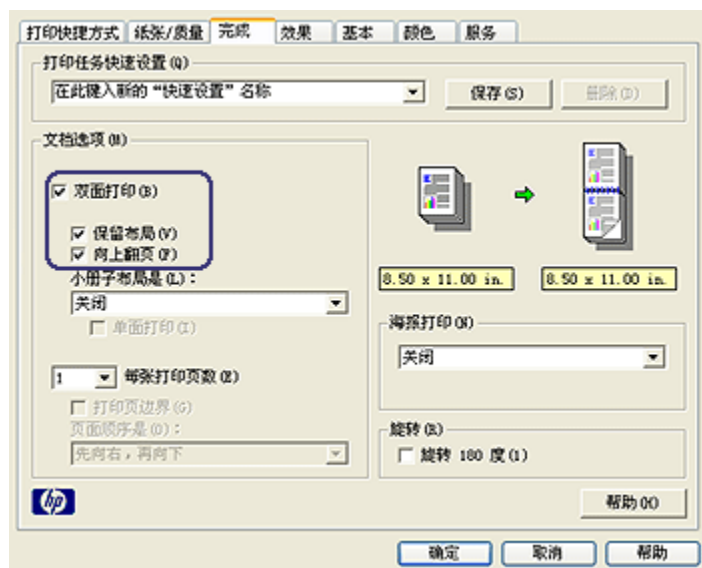 打印快捷方式 纸张/质量 完成 效果 基本 颜色 服务
打印任务快速设置(Q)
在此键入新的“快速设置”名称
保存(S)
删除(D)
文档选项(M)
双面打印(B)
保留布局(V)
向上翻页(P)
小册子布局是(L)：
关闭
单面打印(I)
1 每张打印页数(Z)
打印页边界(G)
页面顺序是(O)：
先向右，再向下
8.50 x 11.00 in.
8.50 x 11.00 in.
海报打印(N)
关闭
旋转(R)
旋转 180 度(1)
hp
帮助(H)
确定
取消
帮助